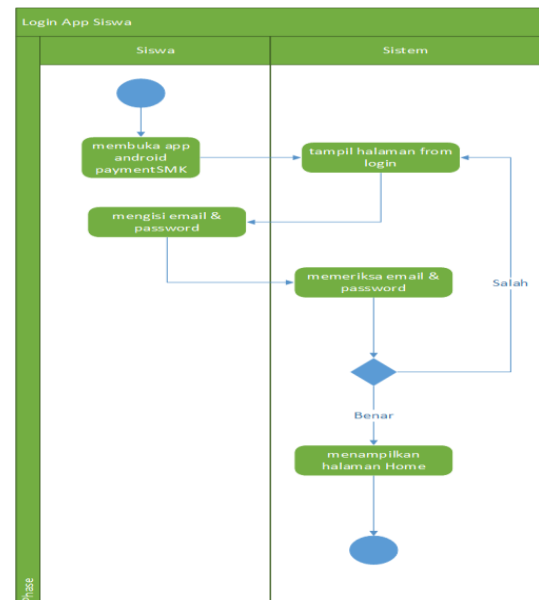 Login App Siswa
Siswa
Sistem
membuka app
android
paymentSMK
tampil halaman from
login
mengisi email &
password
memeriksa email &
password
Salah
Benar
menampilkan
halaman Home
Phase